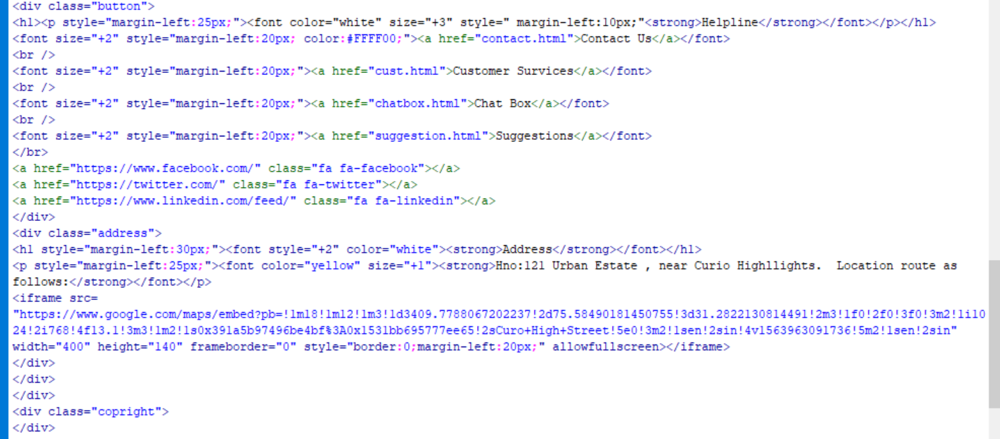 <div class="button">
<h1><p style="margin-left:25px;"><font color="white" size="+3" style=" margin-left:10px;"<strong>Helpline</strong></font></p></h1>
<font size="+2" style="margin-left:20px; color:#FFFF00;"><a href="contact.html">Contact Us</a></font>
<br />
<font size="+2" style="margin-left:20px;"><a href="cust.html">Customer Survices</a></font>
<br />
<font size="+2" style="margin-left:20px;"><a href="chatbox.html">Chat Box</a></font>
<br />
<font size="+2" style="margin-left:20px;"><a href="suggestion.html">Suggestions</a></font>
</br>
<a href="https://www.facebook.com/" class="fa fa-facebook"></a>
<a href="https://twitter.com/" class="fa fa-twitter"></a>
<a href="https://www.linkedin.com/feed/" class="fa fa-linkedin"></a>
</div>
<div class="address">
<h1 style="margin-left:30px;"><font style="+2" color="white"><strong>Address</strong></font></h1>
<p style="margin-left:25px;"><font color="yellow" size="+1"><strong>Hno:121 Urban Estate , near Curio Highllights.  Location route as
follows:</strong></font></p>
<iframe src=
"https://www.google.com/maps/embed?pb=!1m18!1m12!1m3!1d3409.7788067202237!2d75.58490181450755!3d31.2822130814491!2m3!1f0!2f0!3f0!3m2!1i10
24!2i768!4f13.1!3m3!1m2!1s0x391a5b97496be4bf%3A0x1531bb695777ee65!2sCuro+High+Street!5e0!3m2!1sen!2sin!4v1563963091736!5m2!1sen!2sin"
width="400" height="140" frameborder="0" style="border:0;margin-left:20px;" allowfullscreen></iframe>
</div>
</div>
</div>
<div class="copright">
</div>